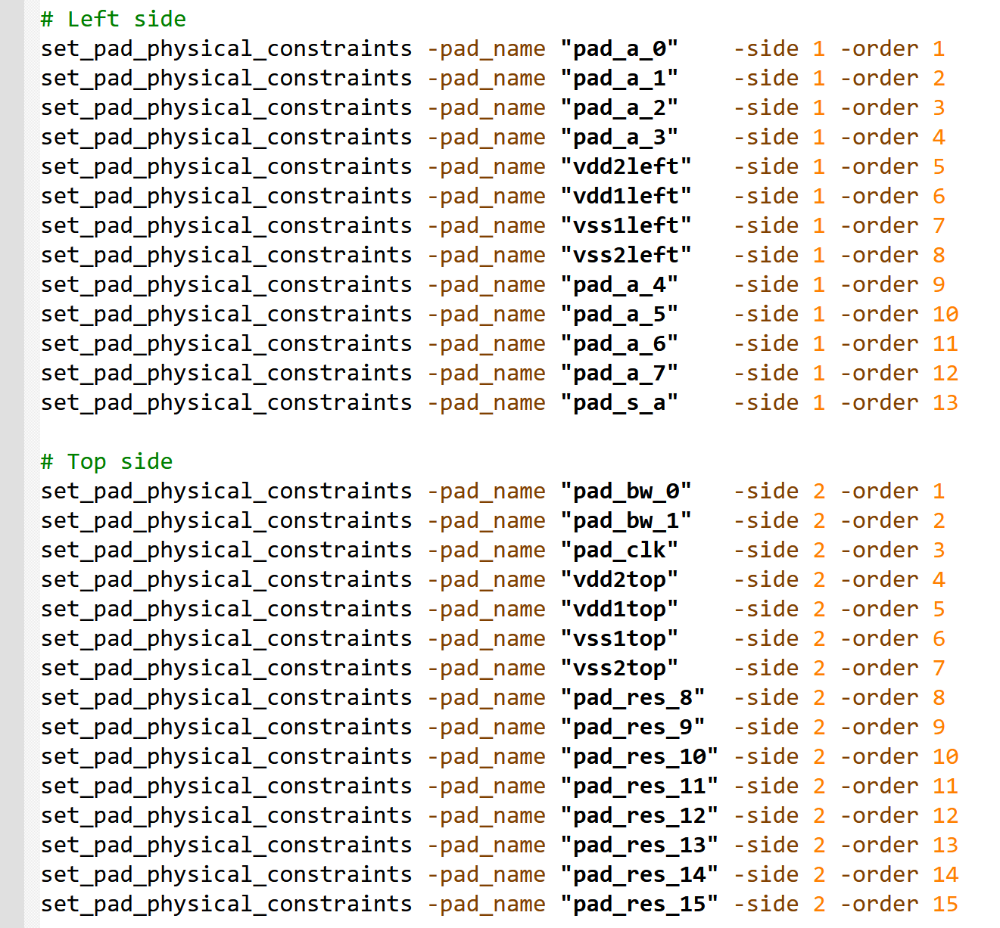 # Left side
set_pad_physical_constraints -pad_name "pad_a_0"    -side 1 -order 1
set_pad_physical_constraints -pad_name "pad_a_1"    -side 1 -order 2
set_pad_physical_constraints -pad_name "pad_a_2"    -side 1 -order 3
set_pad_physical_constraints -pad_name "pad_a_3"    -side 1 -order 4
set_pad_physical_constraints -pad_name "vdd2left"   -side 1 -order 5
set_pad_physical_constraints -pad_name "vdd1left"   -side 1 -order 6
set_pad_physical_constraints -pad_name "vss1left"   -side 1 -order 7
set_pad_physical_constraints -pad_name "vss2left"   -side 1 -order 8
set_pad_physical_constraints -pad_name "pad_a_4"    -side 1 -order 9
set_pad_physical_constraints -pad_name "pad_a_5"    -side 1 -order 10
set_pad_physical_constraints -pad_name "pad_a_6"    -side 1 -order 11
set_pad_physical_constraints -pad_name "pad_a_7"    -side 1 -order 12
set_pad_physical_constraints -pad_name "pad_s_a"    -side 1 -order 13

# Top side
set_pad_physical_constraints -pad_name "pad_bw_0"   -side 2 -order 1
set_pad_physical_constraints -pad_name "pad_bw_1"   -side 2 -order 2
set_pad_physical_constraints -pad_name "pad_clk"    -side 2 -order 3
set_pad_physical_constraints -pad_name "vdd2top"    -side 2 -order 4
set_pad_physical_constraints -pad_name "vdd1top"    -side 2 -order 5
set_pad_physical_constraints -pad_name "vss1top"    -side 2 -order 6
set_pad_physical_constraints -pad_name "vss2top"    -side 2 -order 7
set_pad_physical_constraints -pad_name "pad_res_8"  -side 2 -order 8
set_pad_physical_constraints -pad_name "pad_res_9"  -side 2 -order 9
set_pad_physical_constraints -pad_name "pad_res_10" -side 2 -order 10
set_pad_physical_constraints -pad_name "pad_res_11" -side 2 -order 11
set_pad_physical_constraints -pad_name "pad_res_12" -side 2 -order 12
set_pad_physical_constraints -pad_name "pad_res_13" -side 2 -order 13
set_pad_physical_constraints -pad_name "pad_res_14" -side 2 -order 14
set_pad_physical_constraints -pad_name "pad_res_15" -side 2 -order 15